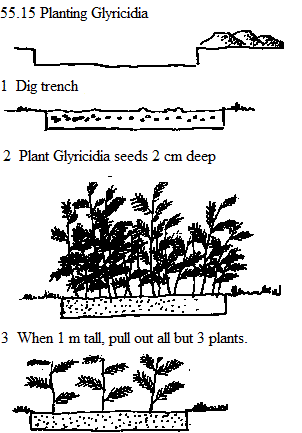 55.15 Planting Glyricidia
1 Dig trench
2 Plant Glyricidia seeds 2 cm deep
3 When 1 m tall, pull out all but 3 plants.